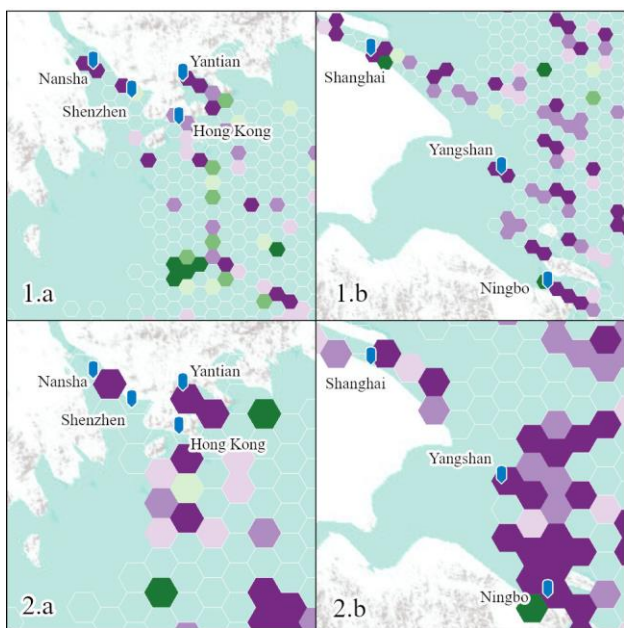 Nansha
Yantian
Shenzhen
Hong Kong
1.a
Shanghai
Yangshan
Ningbo
1.b
Nansha
Yantian
Shenzhen
Hong Kong
2.a
Shanghai
Yangshan
Ningbo
2.b